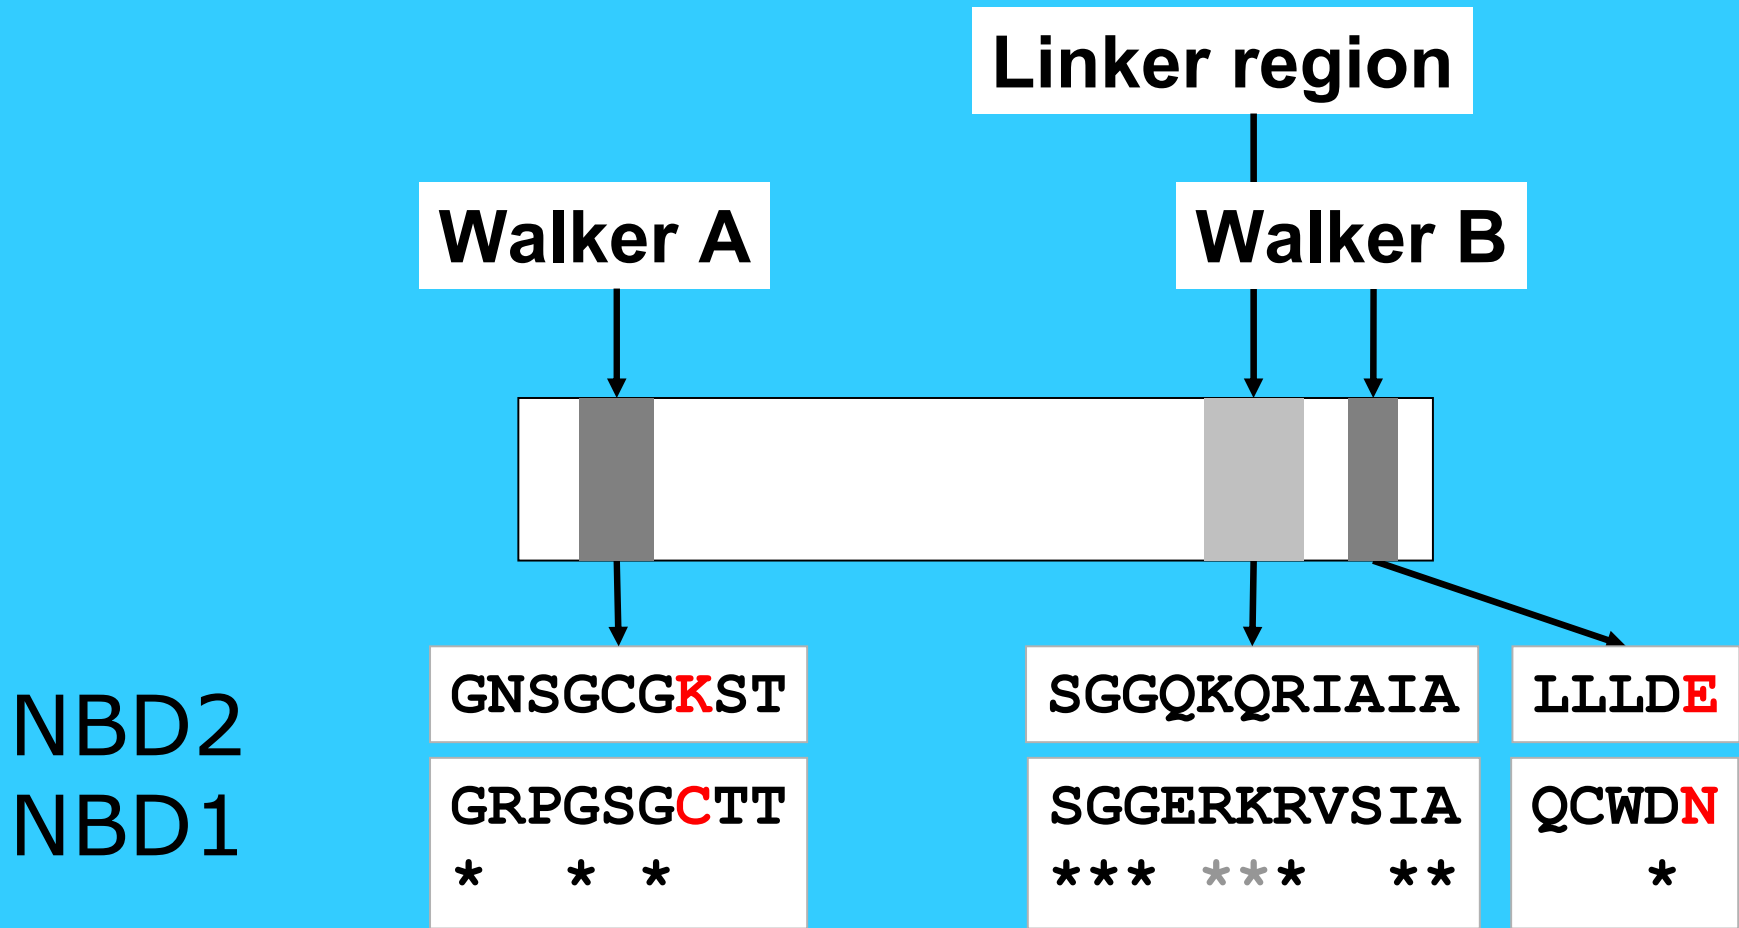 Linker region
Walker A
Walker B
NBD2
GNSGCGKST
SGGQKQRIAIA
LLLDE
NBD1
GRPGSGCTT
SGGERKRVSIA
QCWDN
* * *
*** *** **
*